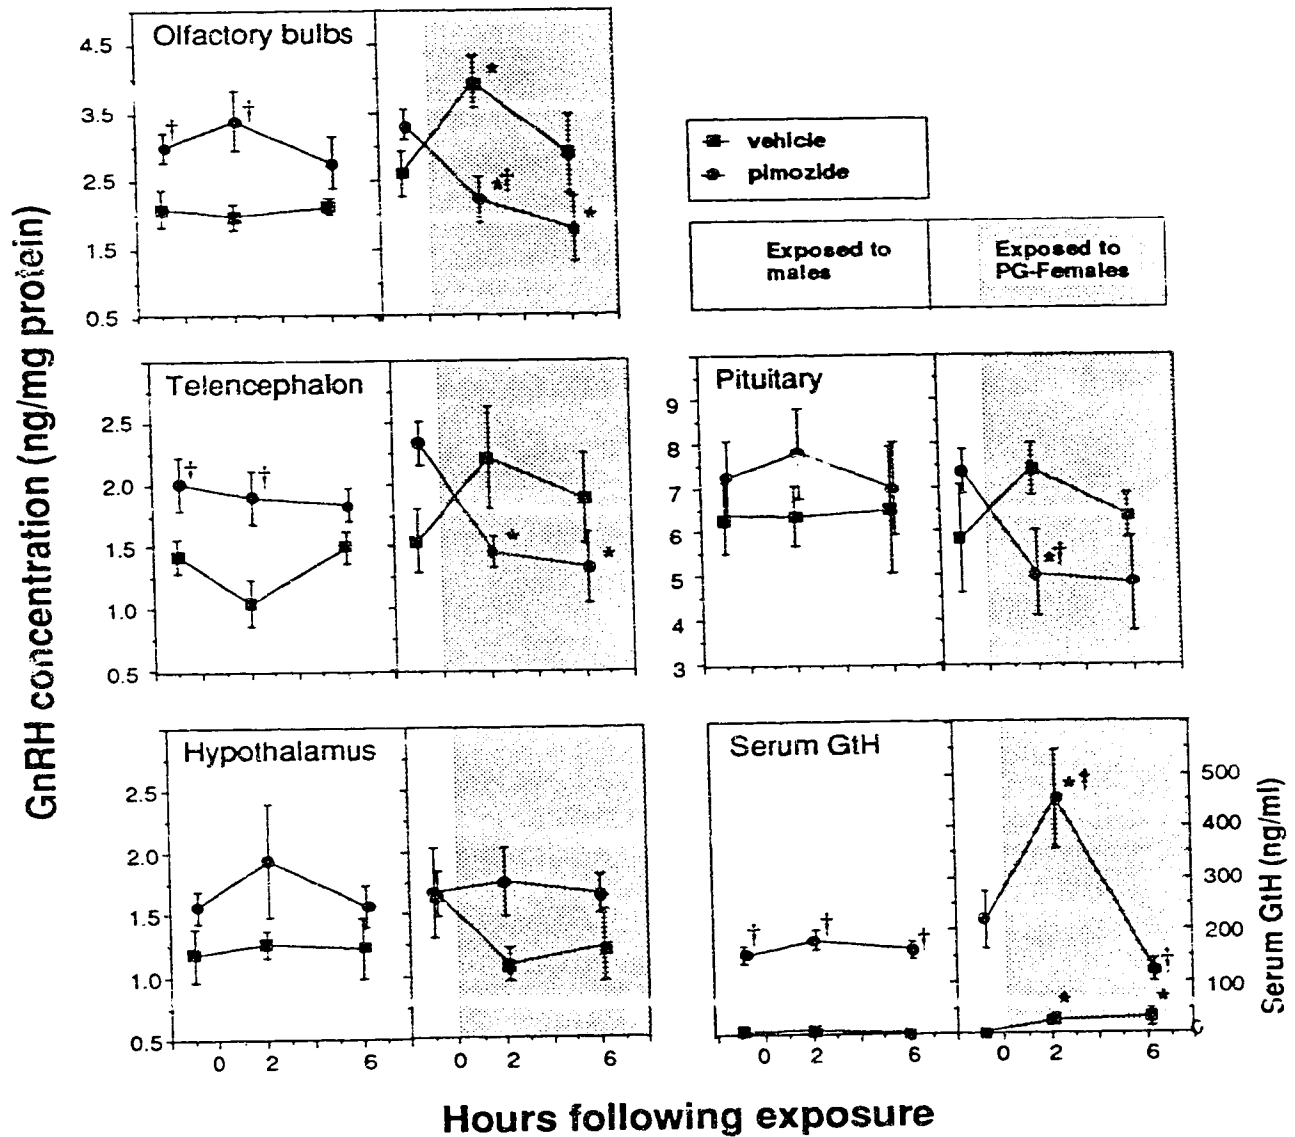 Olfactory bulbs
4.5
3.5
2.5
1.5
0.5
† †
*
*‡
*
vehicle
pimozide
Exposed to
males
Exposed to
PG-Females
GnRH concentration (ng/mg protein)
Telencephalon
2.5
2.0
1.5
1.0
0.5
‡ †
*
*
Pituitary
9
8
7
6
5
4
3
*†
Hypothalamus
2.5
2.0
1.5
1.0
0.5
0 2 6
0 2 6
Serum GtH
† † †
*‡
†
*
*
500
400
300
200
100
Serum GtH (ng/ml)
0 2 6
0 2 6
Hours following exposure